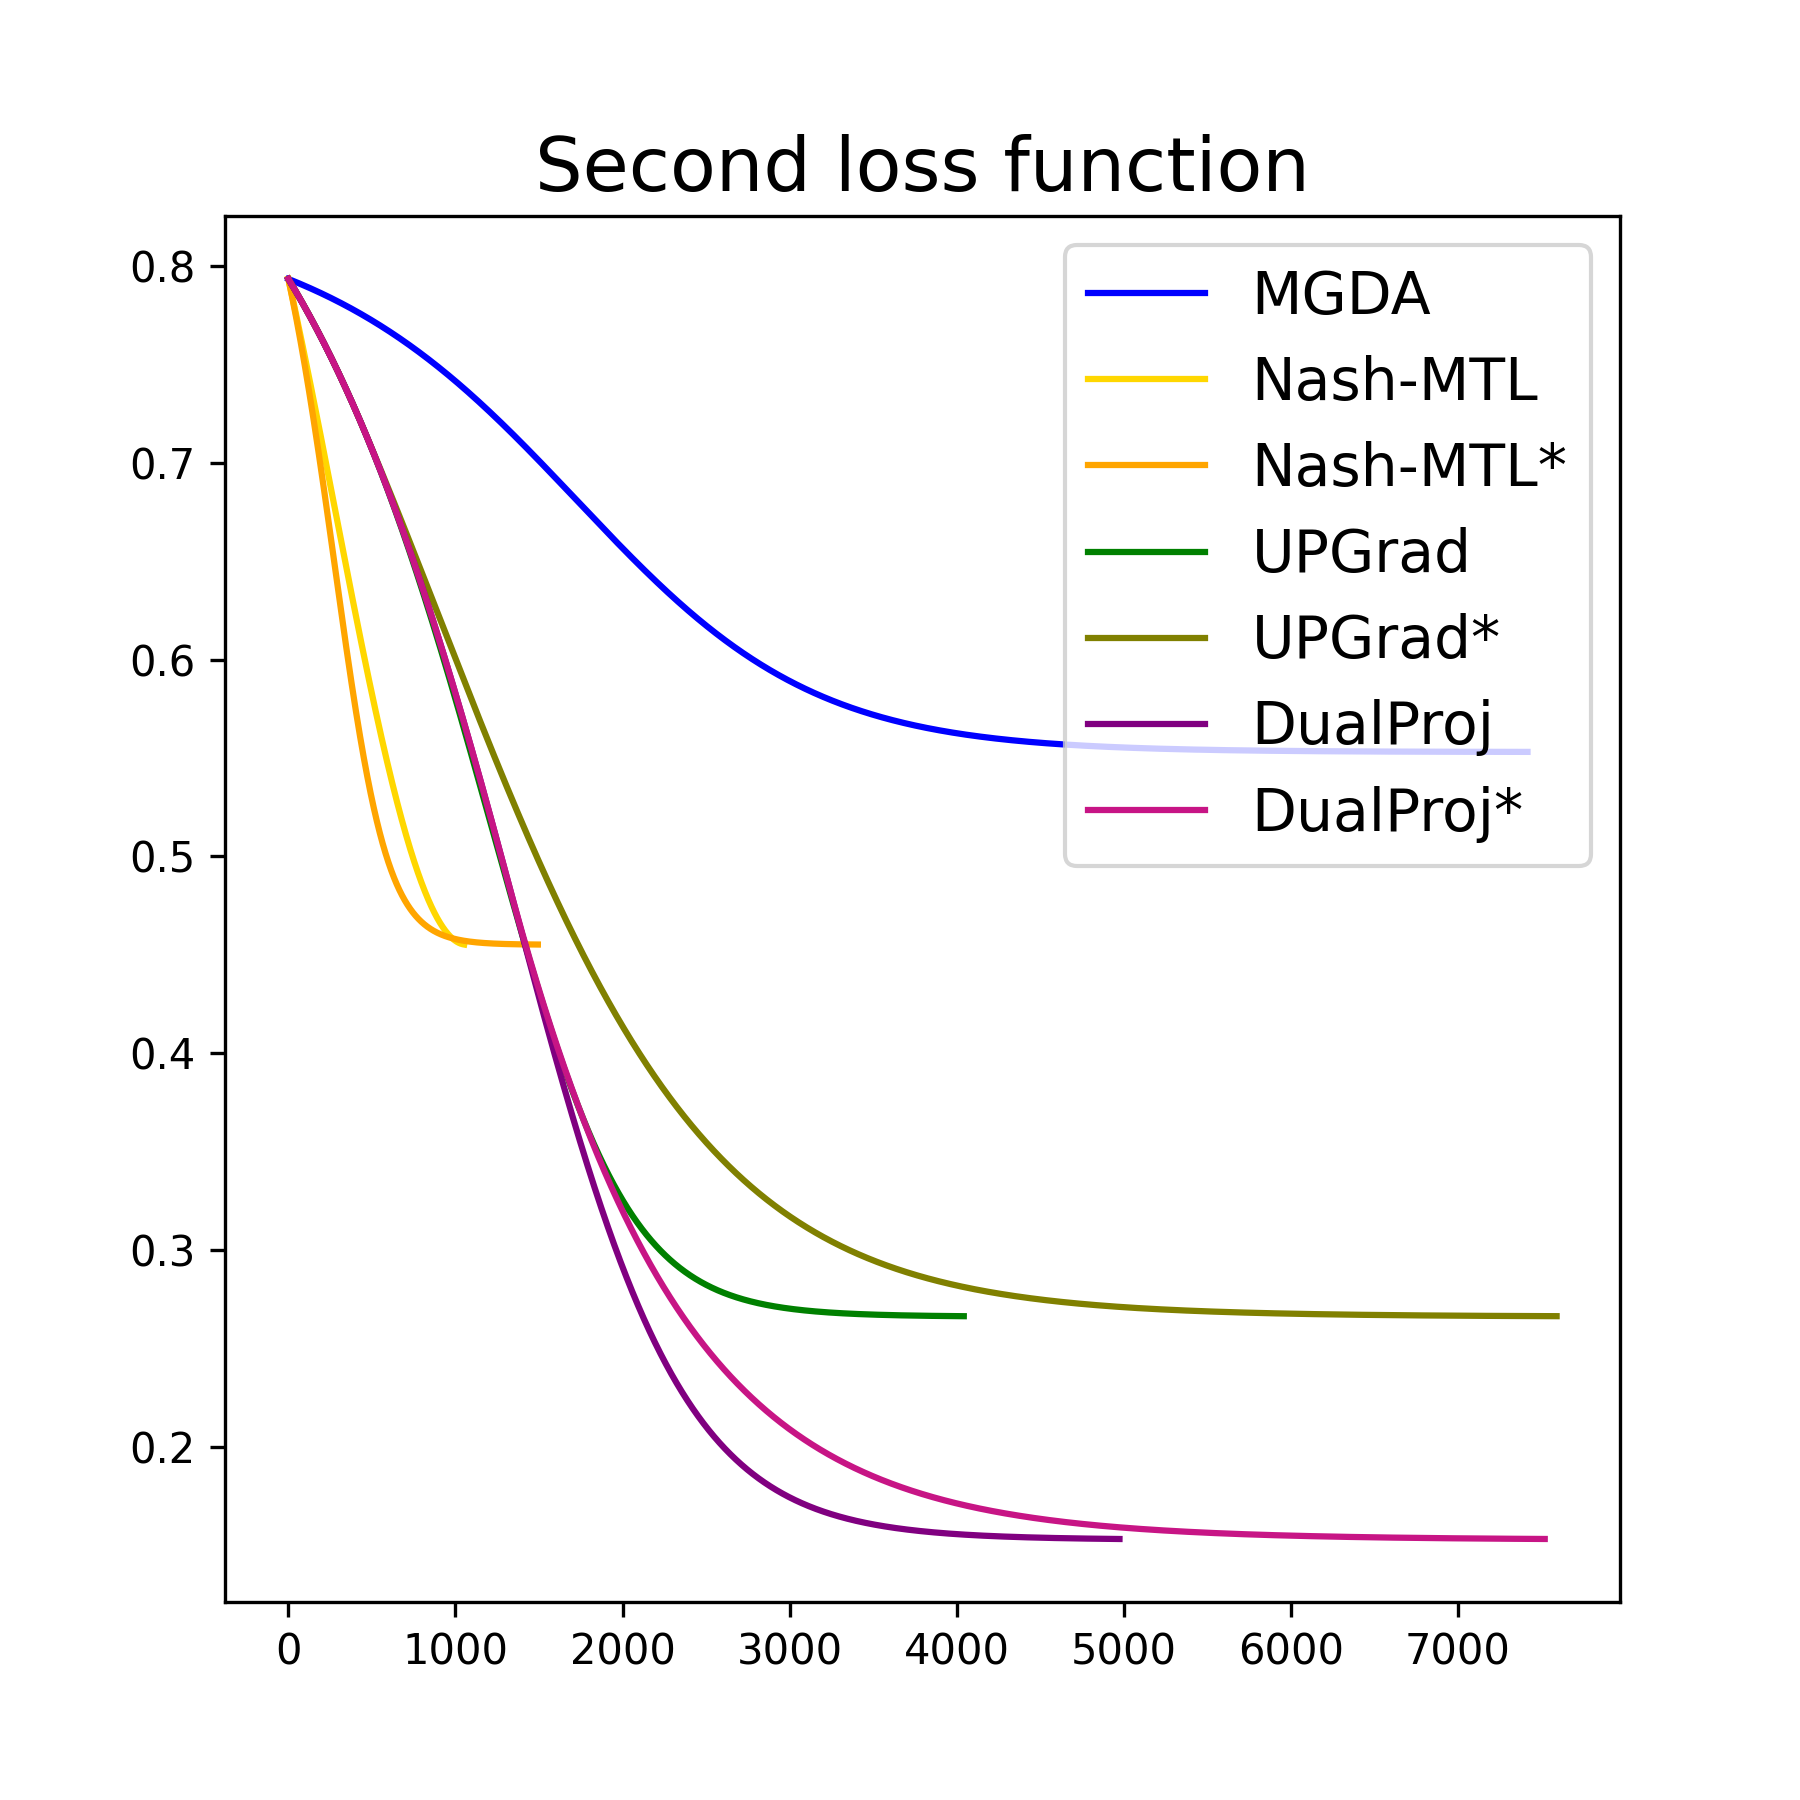 Second loss function
0.8
0.7
0.6
0.5
0.4
0.3
0.2
MGDA
Nash-MTL
Nash-MTL*
UPGrad
UPGrad*
DualProj
DualProj*
0 1000 2000 3000 4000 5000 6000 7000